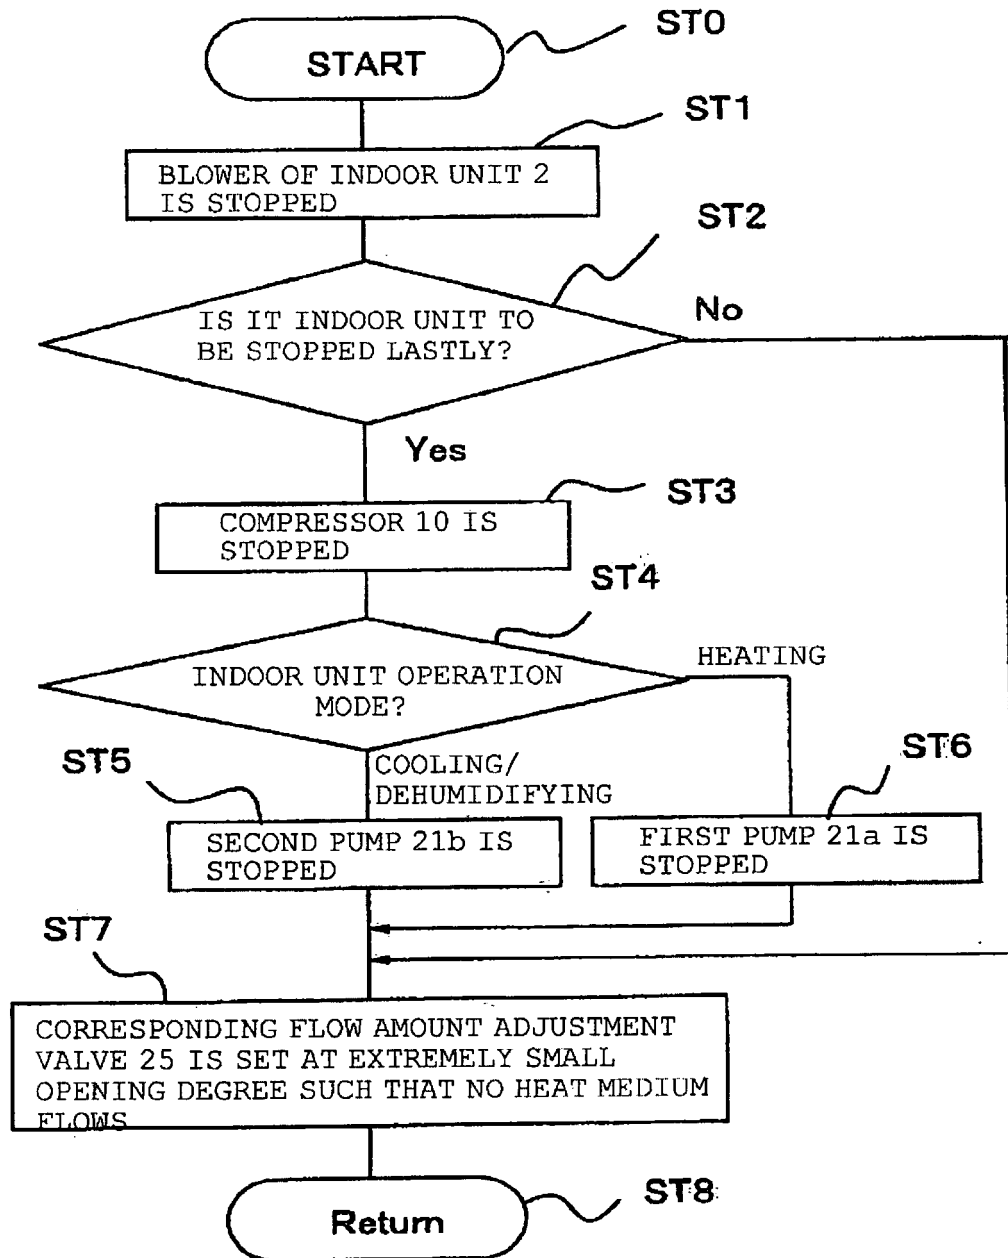 ST0
START
ST1
BLOWER OF INDOOR UNIT 2
IS STOPPED
ST2
IS IT INDOOR UNIT TO
BE STOPPED LASTLY?
No
Yes
ST3
COMPRESSOR 10 IS
STOPPED
ST4
INDOOR UNIT OPERATION
MODE?
HEATING
COOLING/
DEHUMIDIFYING
ST5
SECOND PUMP 21b IS
STOPPED
ST6
FIRST PUMP 21a IS
STOPPED
ST7
CORRESPONDING FLOW AMOUNT ADJUSTMENT
VALVE 25 IS SET AT EXTREMELY SMALL
OPENING DEGREE SUCH THAT NO HEAT MEDIUM
FLOWS
Return
ST8